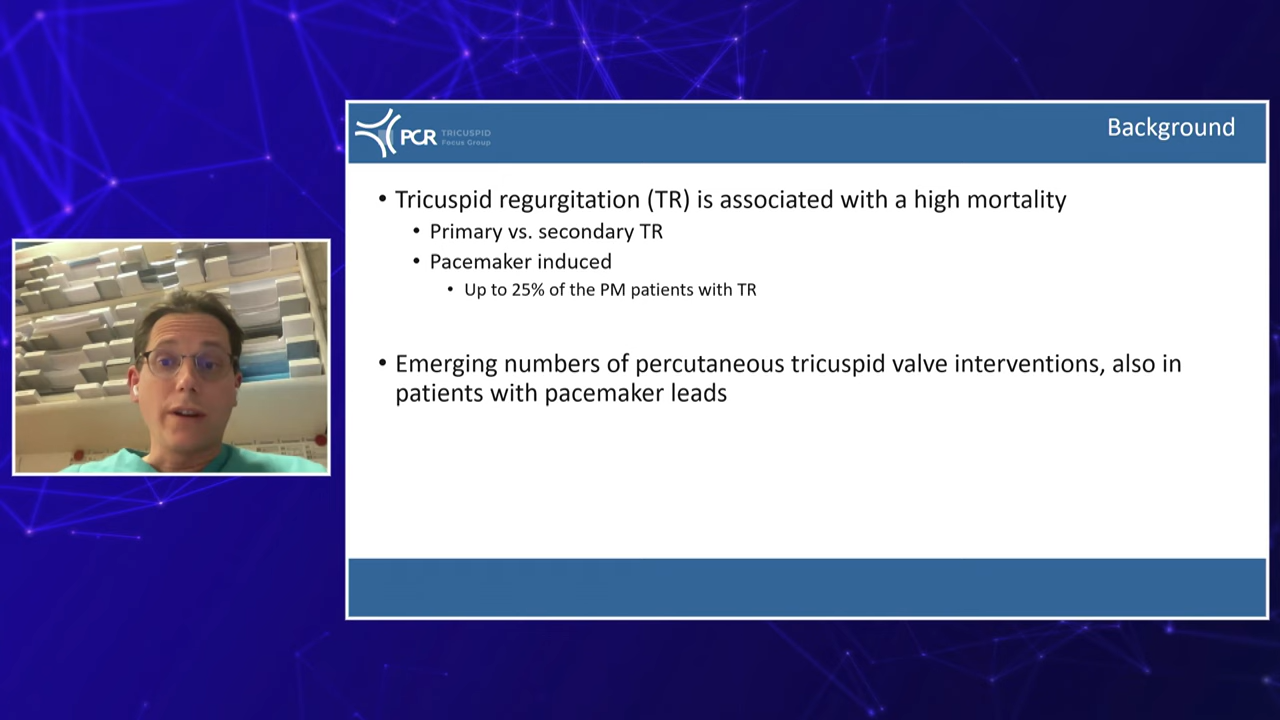 PCR TRICUSPID
Focus Group
Background
• Tricuspid regurgitation (TR) is associated with a high mortality
• Primary vs. secondary TR
• Pacemaker induced
• Up to 25% of the PM patients with TR
• Emerging numbers of percutaneous tricuspid valve interventions, also in
patients with pacemaker leads